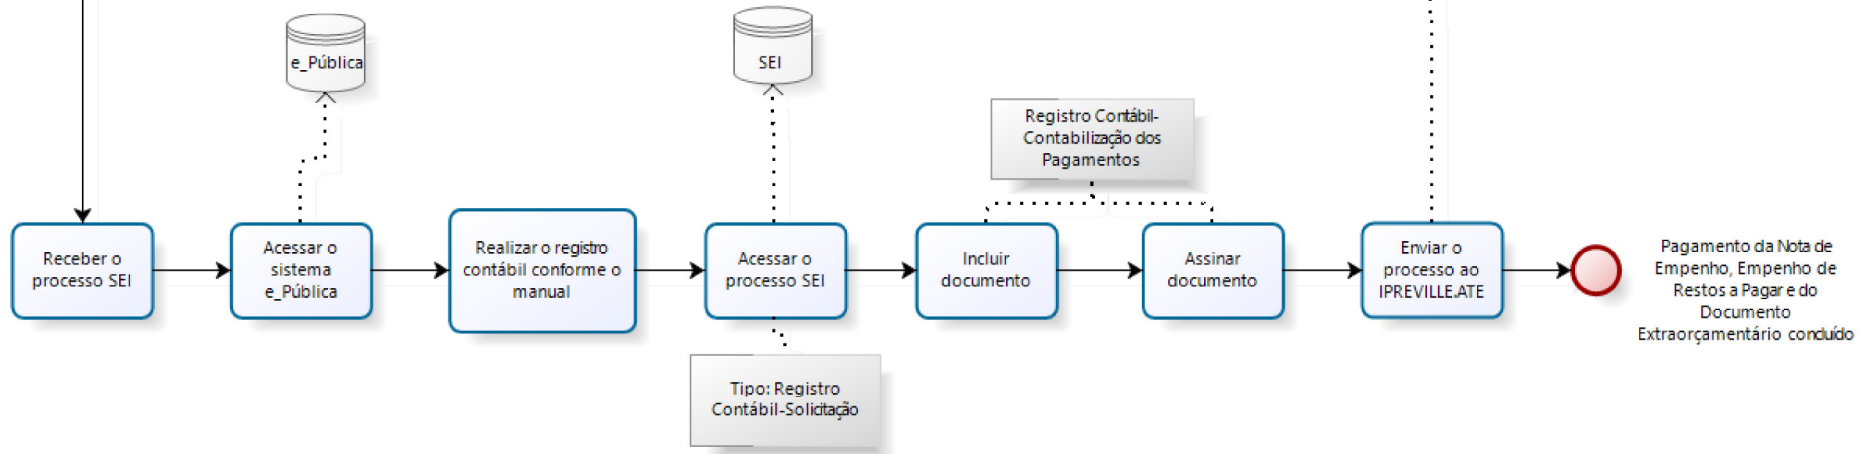 e_Pública
SEI
Registro Contábil-
Contabilização dos
Pagamentos
Receber o
processo SEI
Acessar o
sistema
e_Pública
Realizar o registro
contábil conforme o
manual
Acessar o
processo SEI
Incluir
documento
Assinar
documento
Enviar o
processo ao
IPREVILLE.ATE
Pagamento da Nota de
Empenho, Empenho de
Restos a Pagar e do
Documento
Extraorçamentário concluído
Tipo: Registro
Contábil-Solicitação